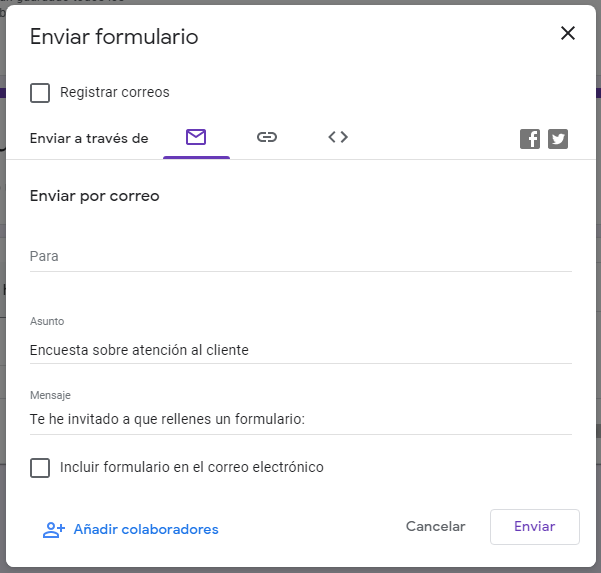 Enviar formulario
Registrar correos
Enviar a través de
Enviar por correo
Para
Asunto
Encuesta sobre atención al cliente
Mensaje
Te he invitado a que rellenes un formulario:
Incluir formulario en el correo electrónico
Añadir colaboradores
Cancelar
Enviar